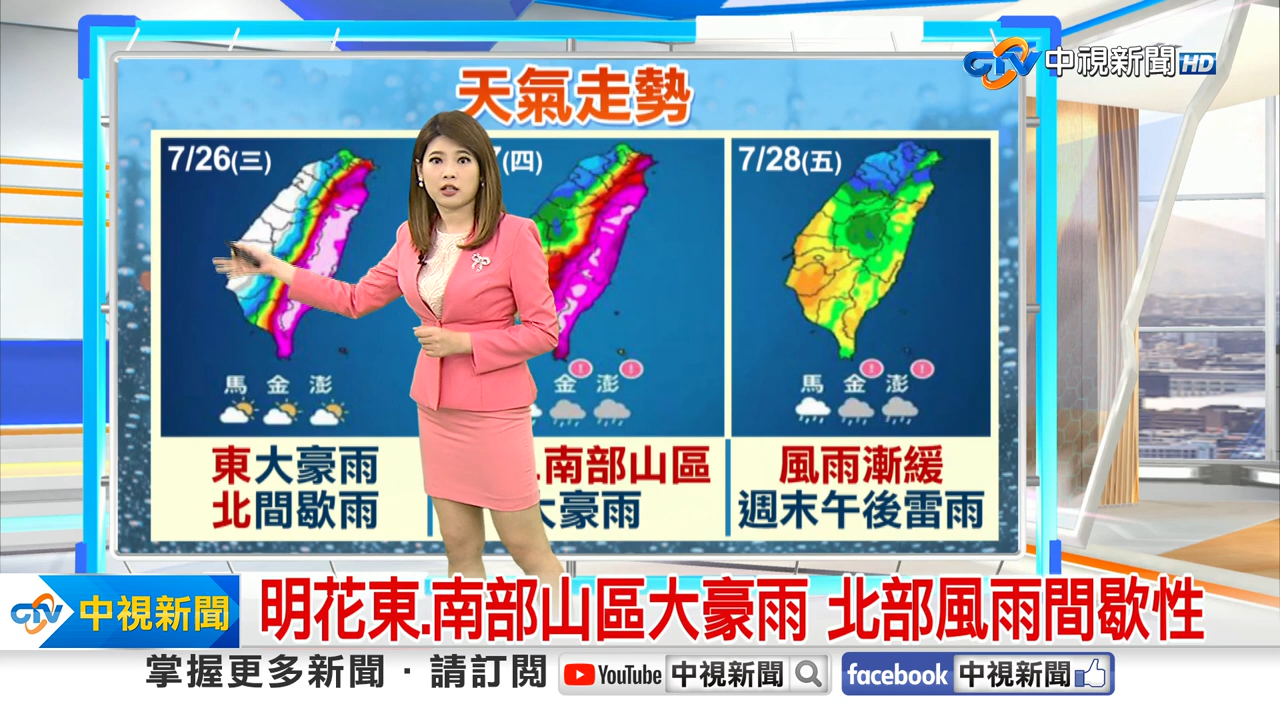 CTV 中視新聞 HD
天氣走勢
7/26(三)
(四)
7/28(五)
馬 金 澎
金 澎
馬 金 澎
東大豪雨
北間歇雨
南部山區
大豪雨
風雨漸緩
週末午後雷雨
CTV 中視新聞
明花東.南部山區大豪雨 北部風雨間歇性
掌握更多新聞‧請訂閱 YouTube 中視新聞 facebook 中視新聞